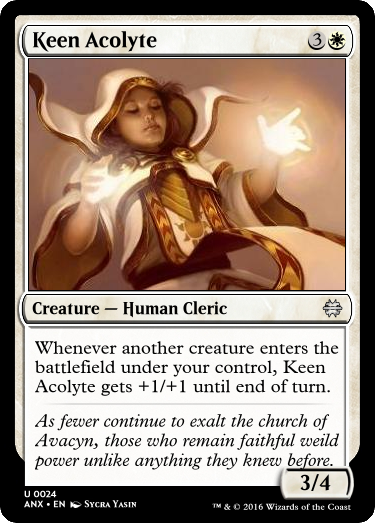 Keen Acolyte 3
Creature — Human Cleric
Whenever another creature enters the
battlefield under your control, Keen
Acolyte gets +1/+1 until end of turn.
As fewer continue to exalt the church of
Avacyn, those who remain faithful weild
power unlike anything they knew before.
3/4
U 0024
ANX • EN SYCRA YASIN
™ & © 2016 Wizards of the Coast